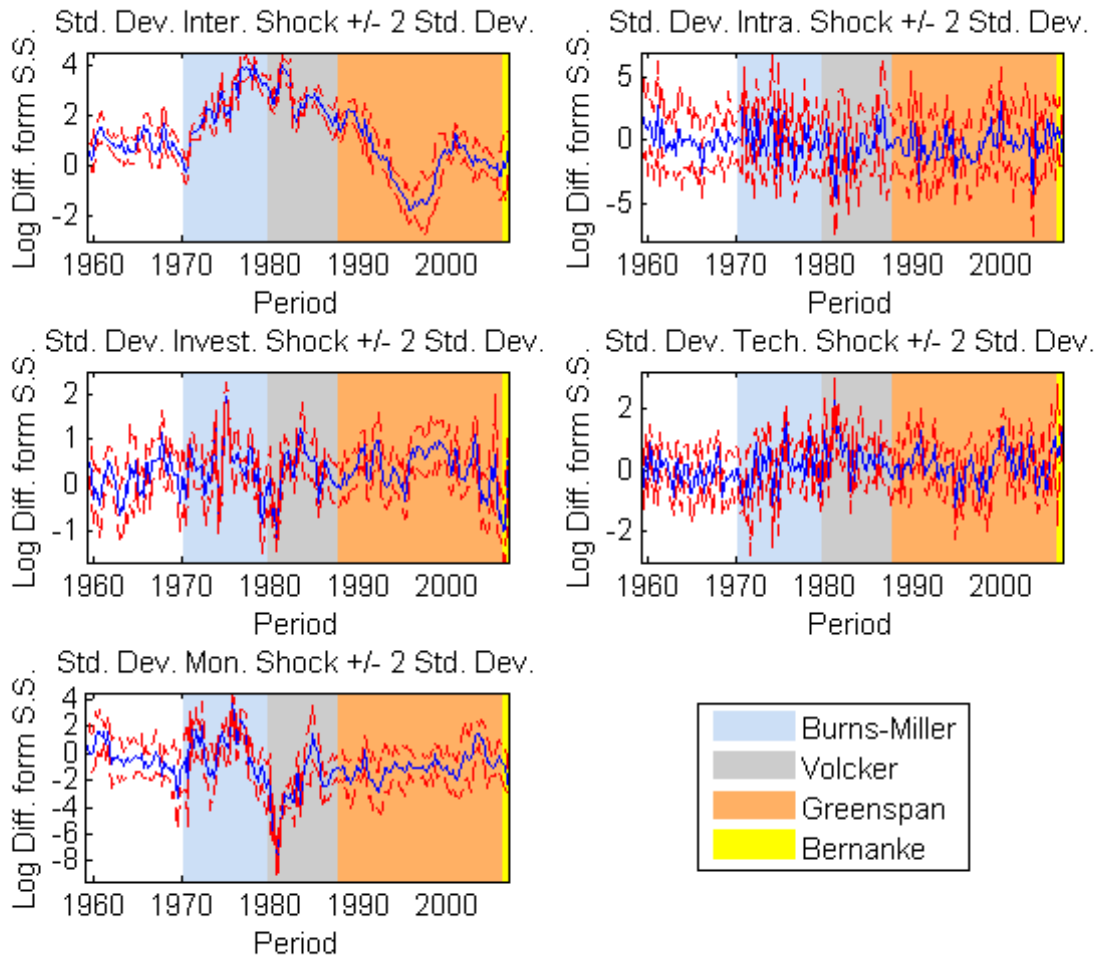 Std. Dev. Inter. Shock +/- 2 Std. Dev.
Log Diff. form S.S.
4
2
0
-2
1960 1970 1980 1990 2000
Period
Std. Dev. Intra. Shock +/- 2 Std. Dev.
Log Diff. form S.S.
5
0
-5
1960 1970 1980 1990 2000
Period
Std. Dev. Invest. Shock +/- 2 Std. Dev.
Log Diff. form S.S.
2
1
0
-1
1960 1970 1980 1990 2000
Period
Std. Dev. Tech. Shock +/- 2 Std. Dev.
Log Diff. form S.S.
2
0
-2
1960 1970 1980 1990 2000
Period
Std. Dev. Mon. Shock +/- 2 Std. Dev.
Log Diff. form S.S.
4
2
0
-2
-4
-6
-8
1960 1970 1980 1990 2000
Period
Burns-Miller
Volcker
Greenspan
Bernanke